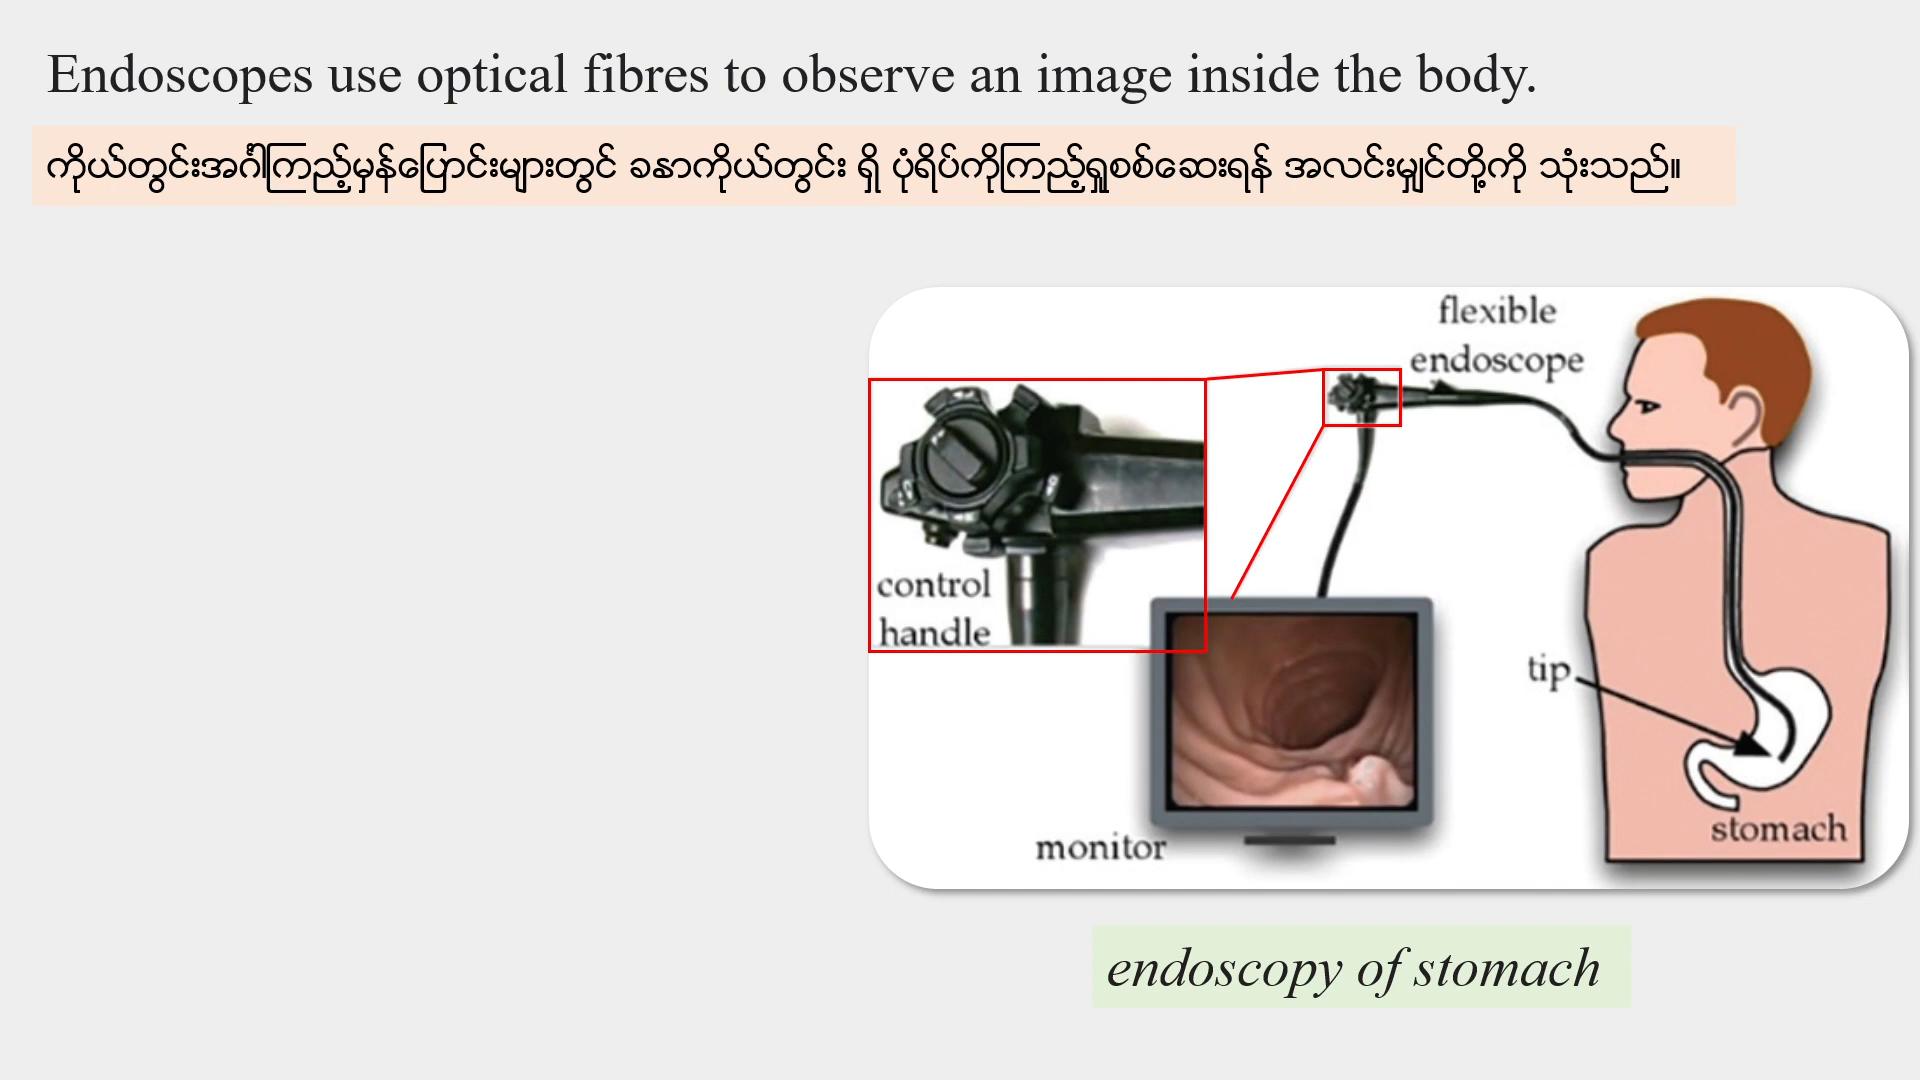 Endoscopes use optical fibres to observe an image inside the body.
ကိုယ်တွင်းအင်္ဂါကြည့်မှန်ပြောင်းများတွင် ခန္ဓာကိုယ်တွင်း ရှိ ပုံရိပ်ကိုကြည့်ရှုစစ်ဆေးရန် အလင်းမျှင်တို့ကို သုံးသည်။
flexible
endoscope
control
handle
tip
stomach
monitor
endoscopy of stomach